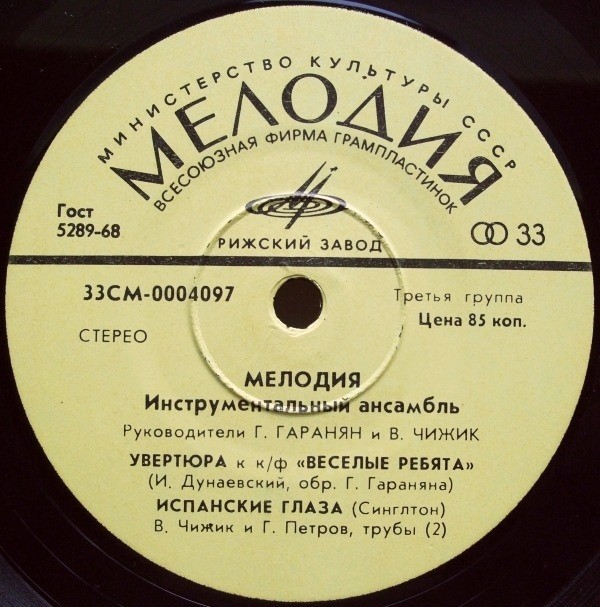 МИНИСТЕРСТВО КУЛЬТУРЫ СССР
МЕЛОДИЯ
ВСЕСОЮЗНАЯ ФИРМА ГРАМПЛАСТИНОК
РИЖСКИЙ ЗАВОД
Гост
5289-68
33
33СМ-0004097
СТЕРЕО
Третья группа
Цена 85 коп.
МЕЛОДИЯ
Инструментальный ансамбль
Руководители Г. ГАРАНЯН и В. ЧИЖИК
УВЕРТЮРА к к/ф «ВЕСЕЛЫЕ РЕБЯТА»
(И. Дунаевский, обр. Г. Гараняна)
ИСПАНСКИЕ ГЛАЗА (Синглтон)
В. Чижик и Г. Петров, трубы (2)